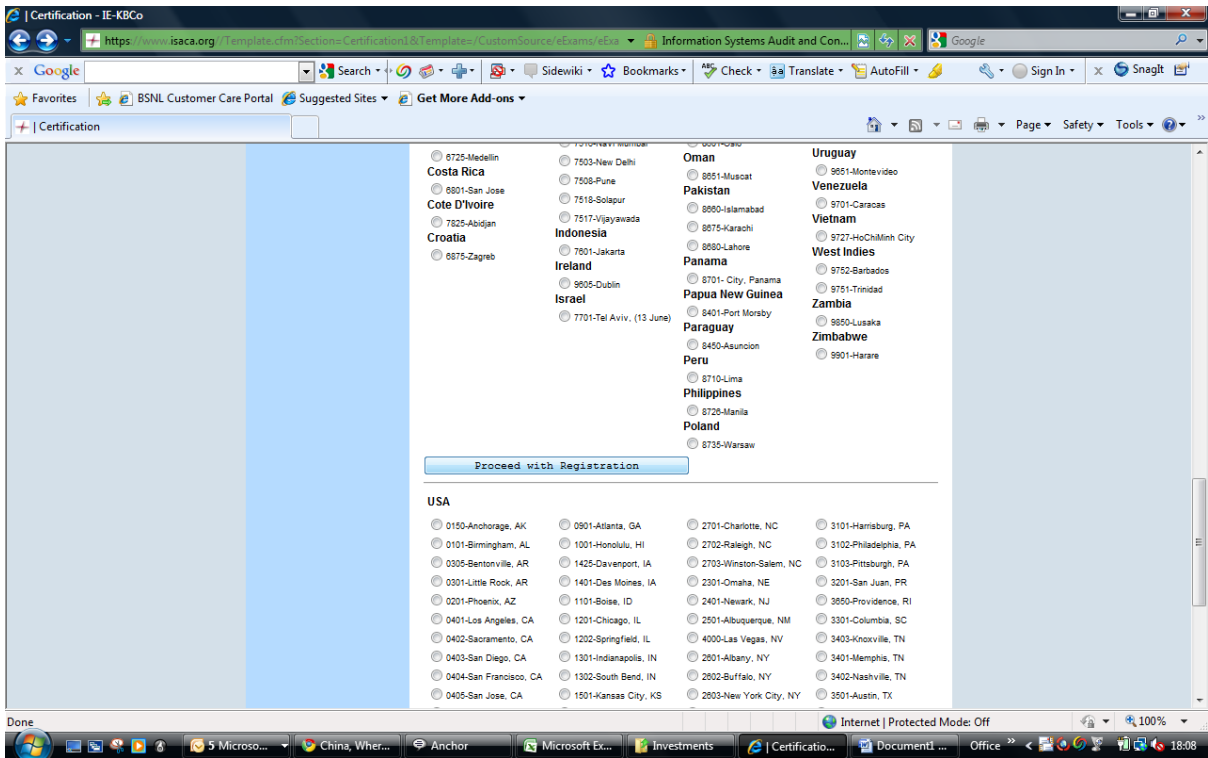 | Certification - IE-KBCo
https://www.isaca.org//Template.cfm?Section=Certification1&Template=/CustomSource/eExams/eExa
Information Systems Audit and Con...
Google
x Google
Search
Sidewiki
Bookmarks
Check
Translate
AutoFill
Sign In
x
SnagIt
Favorites
BSNL Customer Care Portal
Suggested Sites
Get More Add-ons
| Certification
Page
Safety
Tools
6725-Medellin
Costa Rica
6801-San Jose
Cote D'Ivoire
7825-Abidjan
Croatia
6875-Zagreb
7510-Navi Mumbai
7503-New Delhi
7508-Pune
7518-Solapur
7517-Vijayawada
Indonesia
7601-Jakarta
Ireland
9605-Dublin
Israel
7701-Tel Aviv, (13 June)
Oman
8651-Muscat
Pakistan
8660-Islamabad
8675-Karachi
8680-Lahore
Panama
8701- City, Panama
Papua New Guinea
8401-Port Morsby
Paraguay
8450-Asuncion
Peru
8710-Lima
Philippines
8726-Manila
Poland
8735-Warsaw
Uruguay
9651-Montevideo
Venezuela
9701-Caracas
Vietnam
9727-HoChiMinh City
West Indies
9752-Barbados
9751-Trinidad
Zambia
9850-Lusaka
Zimbabwe
9901-Harare
Proceed with Registration
USA
0150-Anchorage, AK
0101-Birmingham, AL
0305-Bentonville, AR
0301-Little Rock, AR
0201-Phoenix, AZ
0401-Los Angeles, CA
0402-Sacramento, CA
0403-San Diego, CA
0404-San Francisco, CA
0405-San Jose, CA
0901-Atlanta, GA
1001-Honolulu, HI
1425-Davenport, IA
1401-Des Moines, IA
1101-Boise, ID
1201-Chicago, IL
1202-Springfield, IL
1301-Indianapolis, IN
1302-South Bend, IN
1501-Kansas City, KS
2701-Charlotte, NC
2702-Raleigh, NC
2703-Winston-Salem, NC
2301-Omaha, NE
2401-Newark, NJ
2501-Albuquerque, NM
4000-Las Vegas, NV
2601-Albany, NY
2602-Buffalo, NY
2603-New York City, NY
3101-Harrisburg, PA
3102-Philadelphia, PA
3103-Pittsburgh, PA
3201-San Juan, PR
3650-Providence, RI
3301-Columbia, SC
3403-Knoxville, TN
3401-Memphis, TN
3402-Nashville, TN
3501-Austin, TX
Done
Internet | Protected Mode: Off
100%
5 Microso...
China, Wher...
Anchor
Microsoft Ex...
Investments
| Certificatio...
Document1 ...
Office
18:08